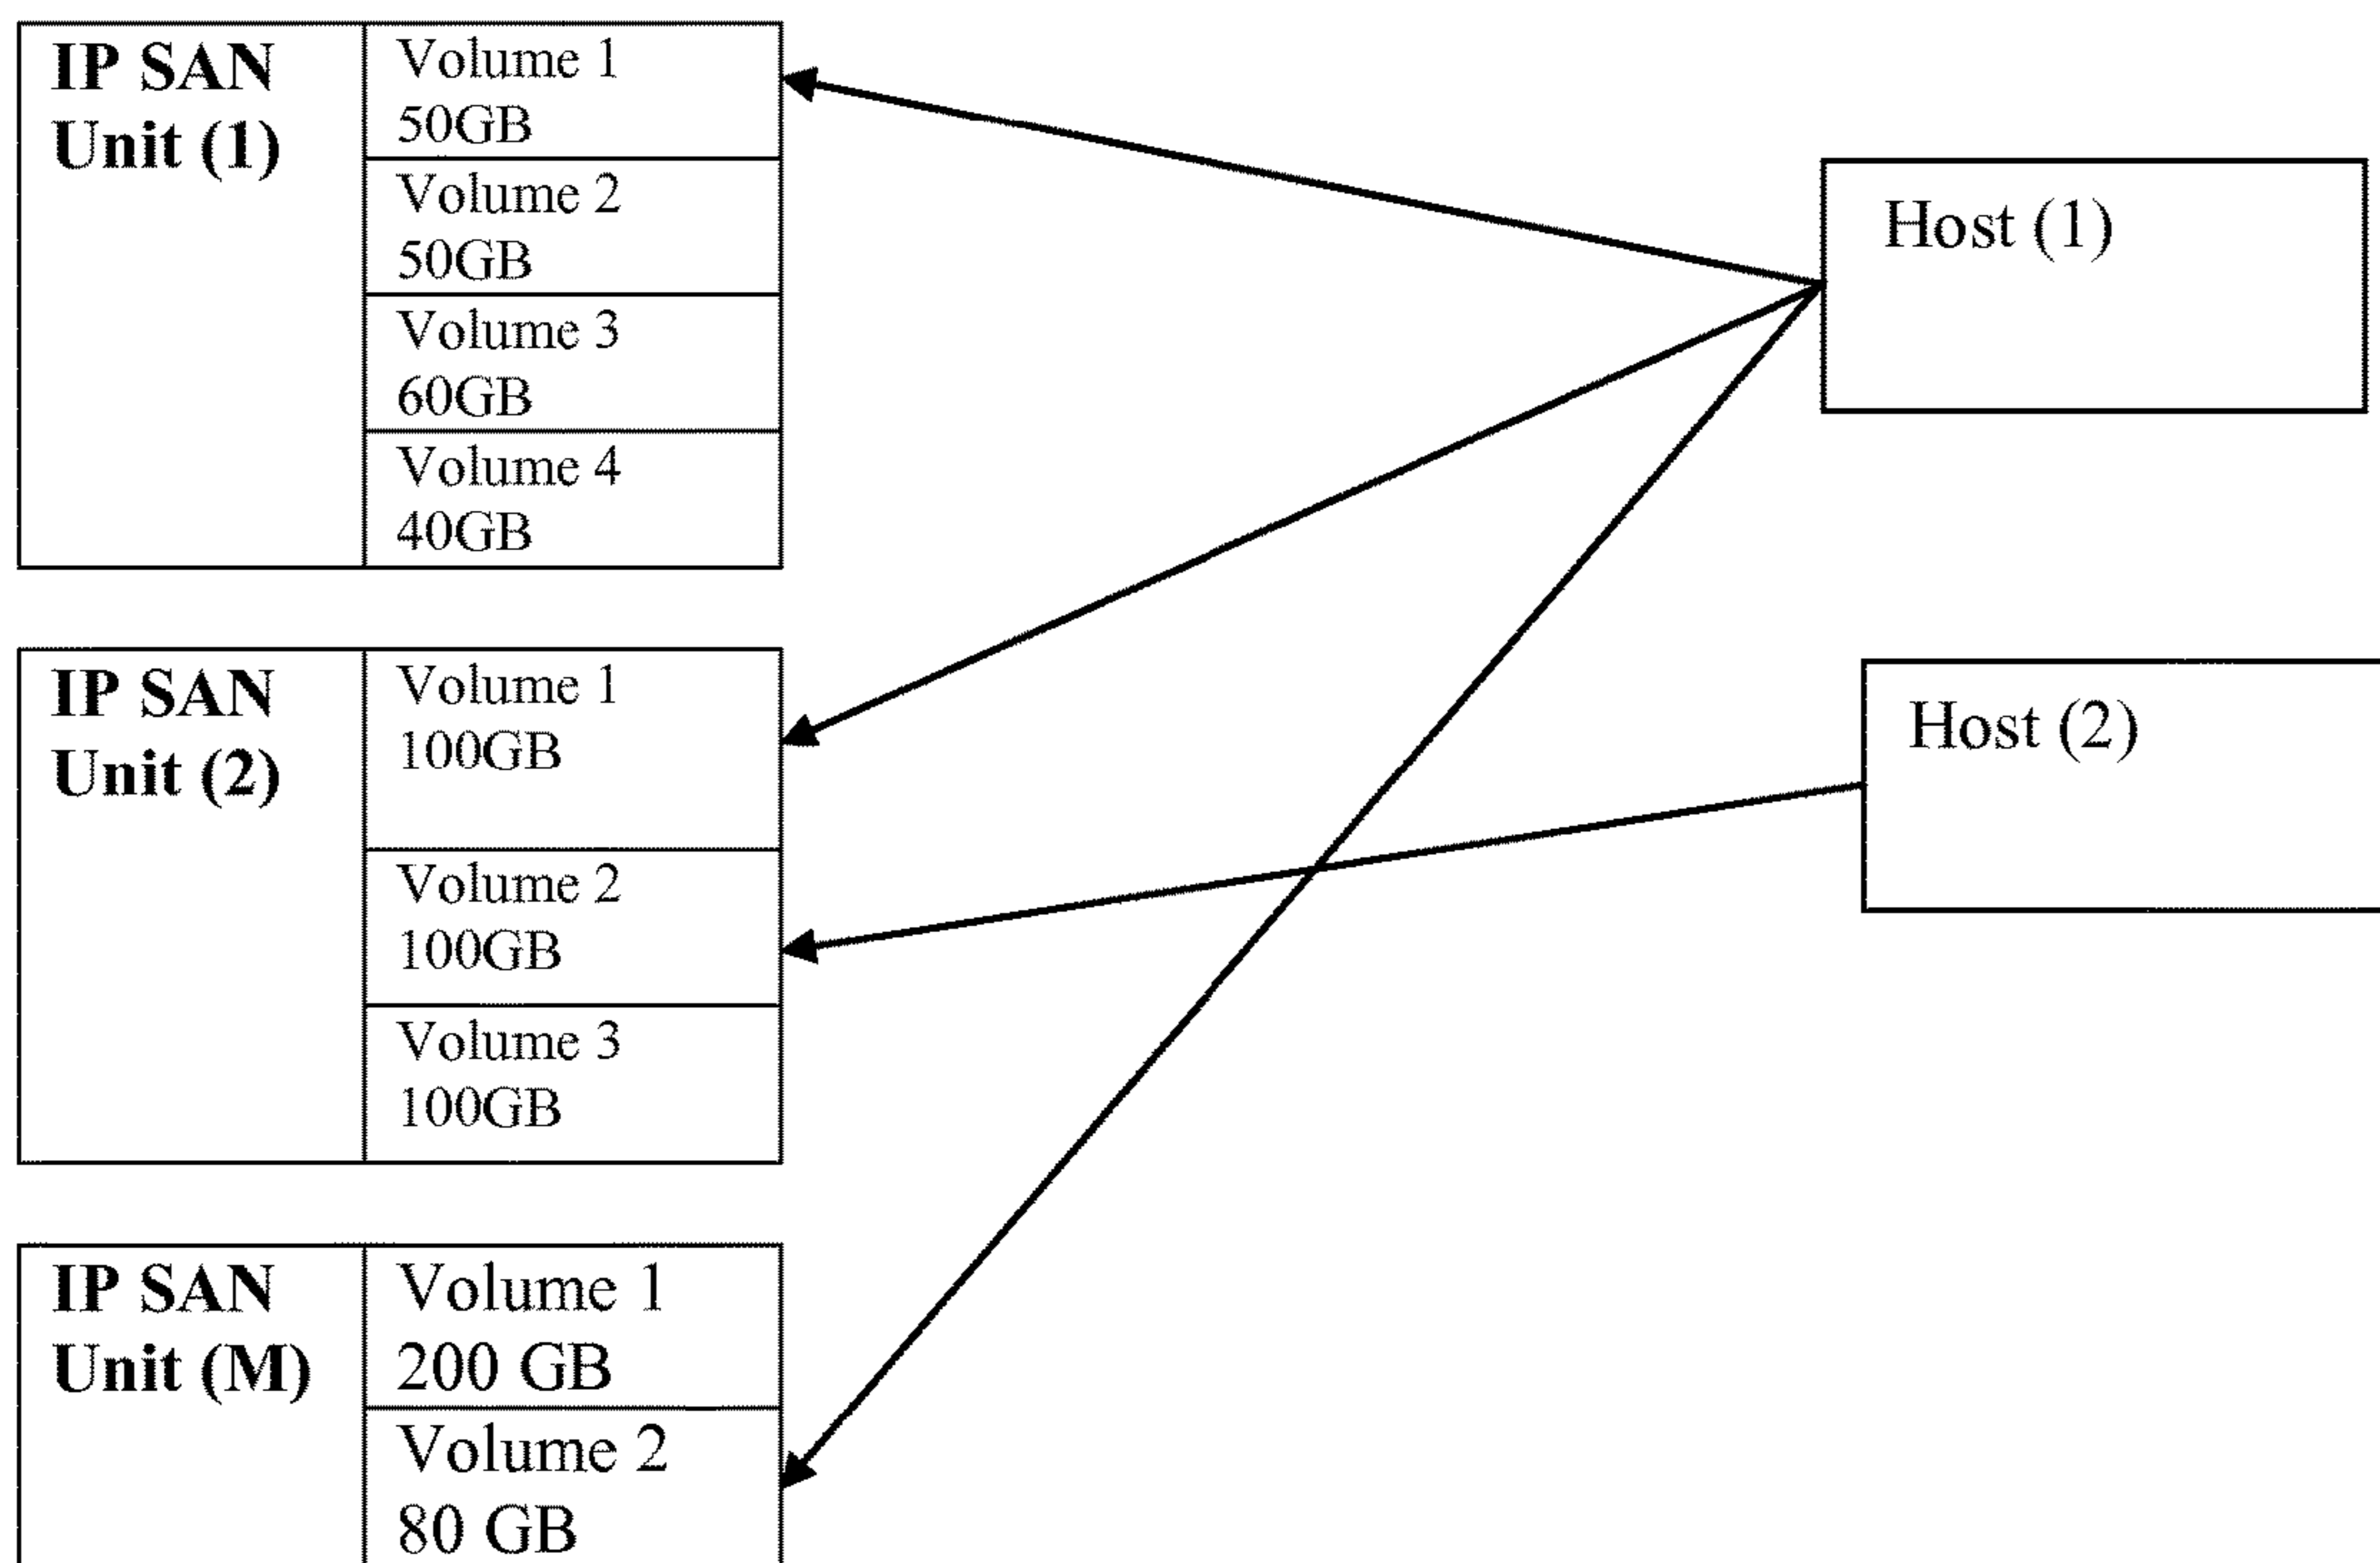 IP SAN
Unit (1)
Volume 1
50GB
Volume 2
50GB
Volume 3
60GB
Volume 4
40GB
Host (1)
IP SAN
Unit (2)
Volume 1
100GB
Volume 2
100GB
Volume 3
100GB
Host (2)
IP SAN
Unit (M)
Volume 1
200 GB
Volume 2
80 GB